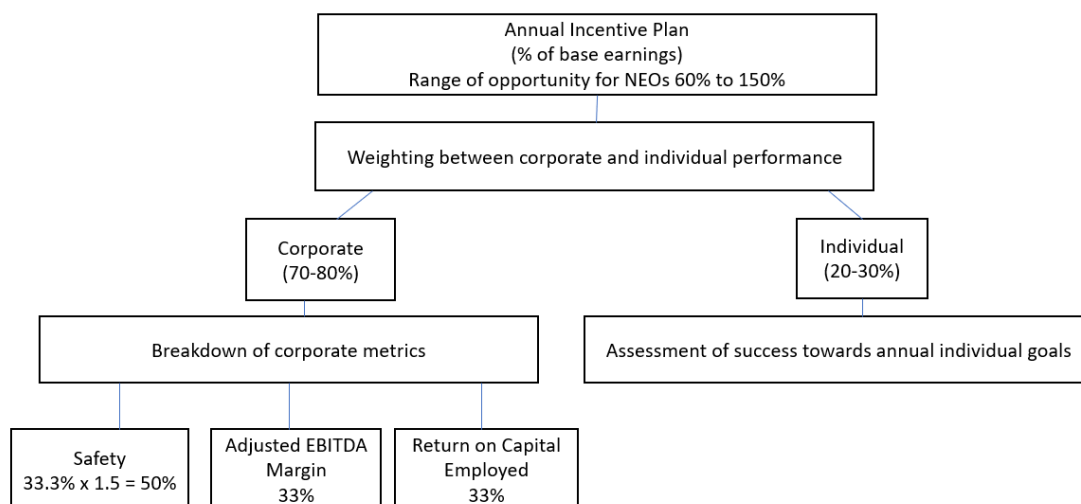 Annual Incentive Plan
(% of base earnings)
Range of opportunity for NEOs 60% to 150%
Weighting between corporate and individual performance
Corporate
(70-80%)
Individual
(20-30%)
Breakdown of corporate metrics
Assessment of success towards annual individual goals
Safety
33.3% x 1.5 = 50%
Adjusted EBITDA
Margin
33%
Return on Capital
Employed
33%